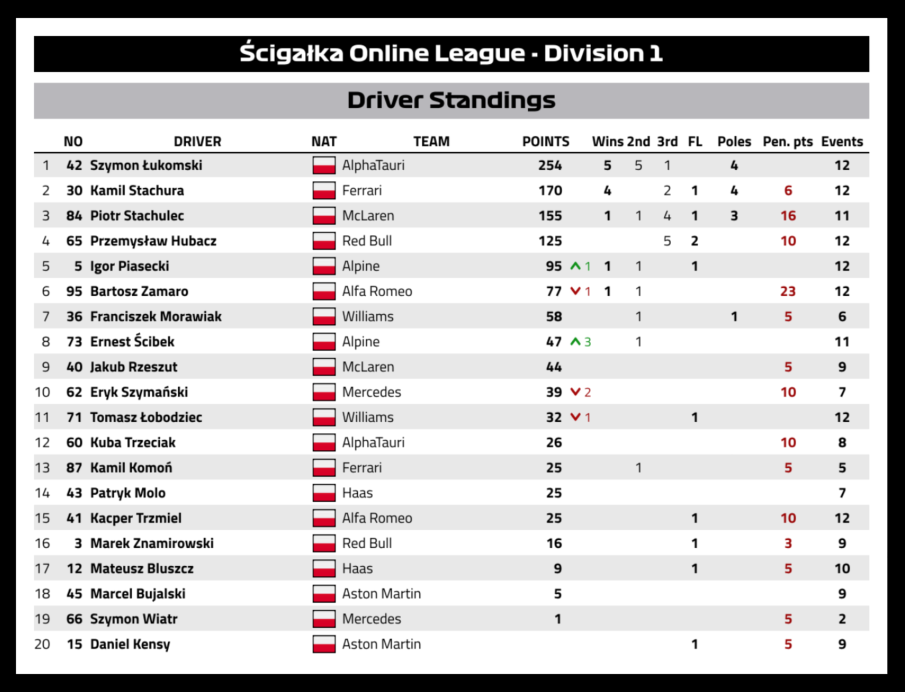 Ścigałka Online League - Division 1
Driver Standings
NO DRIVER NAT TEAM POINTS Wins 2nd 3rd FL Poles Pen. pts Events
1 42 Szymon Łukomski AlphaTauri 254 5 5 1 4 12
2 30 Kamil Stachura Ferrari 170 4 2 1 4 6 12
3 84 Piotr Stachulec McLaren 155 1 1 4 1 3 16 11
4 65 Przemysław Hubacz Red Bull 125 5 2 10 12
5 5 Igor Piasecki Alpine 95 1 1 1 1 12
6 95 Bartosz Zamaro Alfa Romeo 77 1 1 1 23 12
7 36 Franciszek Morawiak Williams 58 1 1 5 6
8 73 Ernest Ścibek Alpine 47 3 1 11
9 40 Jakub Rzeszut McLaren 44 5 9
10 62 Eryk Szymański Mercedes 39 2 10 7
11 71 Tomasz Łobodziec Williams 32 1 1 12
12 60 Kuba Trzeciak AlphaTauri 26 10 8
13 87 Kamil Komoń Ferrari 25 1 5 5
14 43 Patryk Molo Haas 25 7
15 41 Kacper Trzmiel Alfa Romeo 25 1 10 12
16 3 Marek Znamirowski Red Bull 16 1 3 9
17 12 Mateusz Bluszcz Haas 9 1 5 10
18 45 Marcel Bujalski Aston Martin 5 9
19 66 Szymon Wiatr Mercedes 1 5 2
20 15 Daniel Kensy Aston Martin 1 5 9